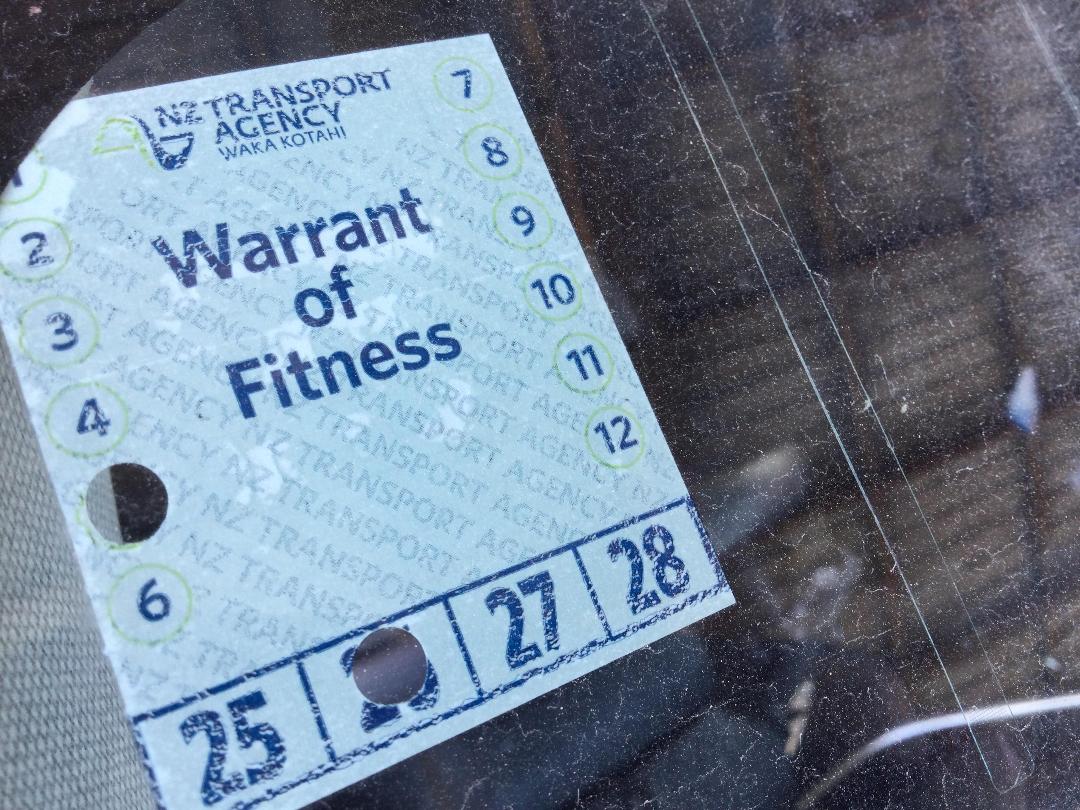 NZ TRANSPORT
AGENCY
WAKA KOTAHI
Warrant
of
Fitness
2
3
4
6
7
8
9
10
11
12
25
27
28